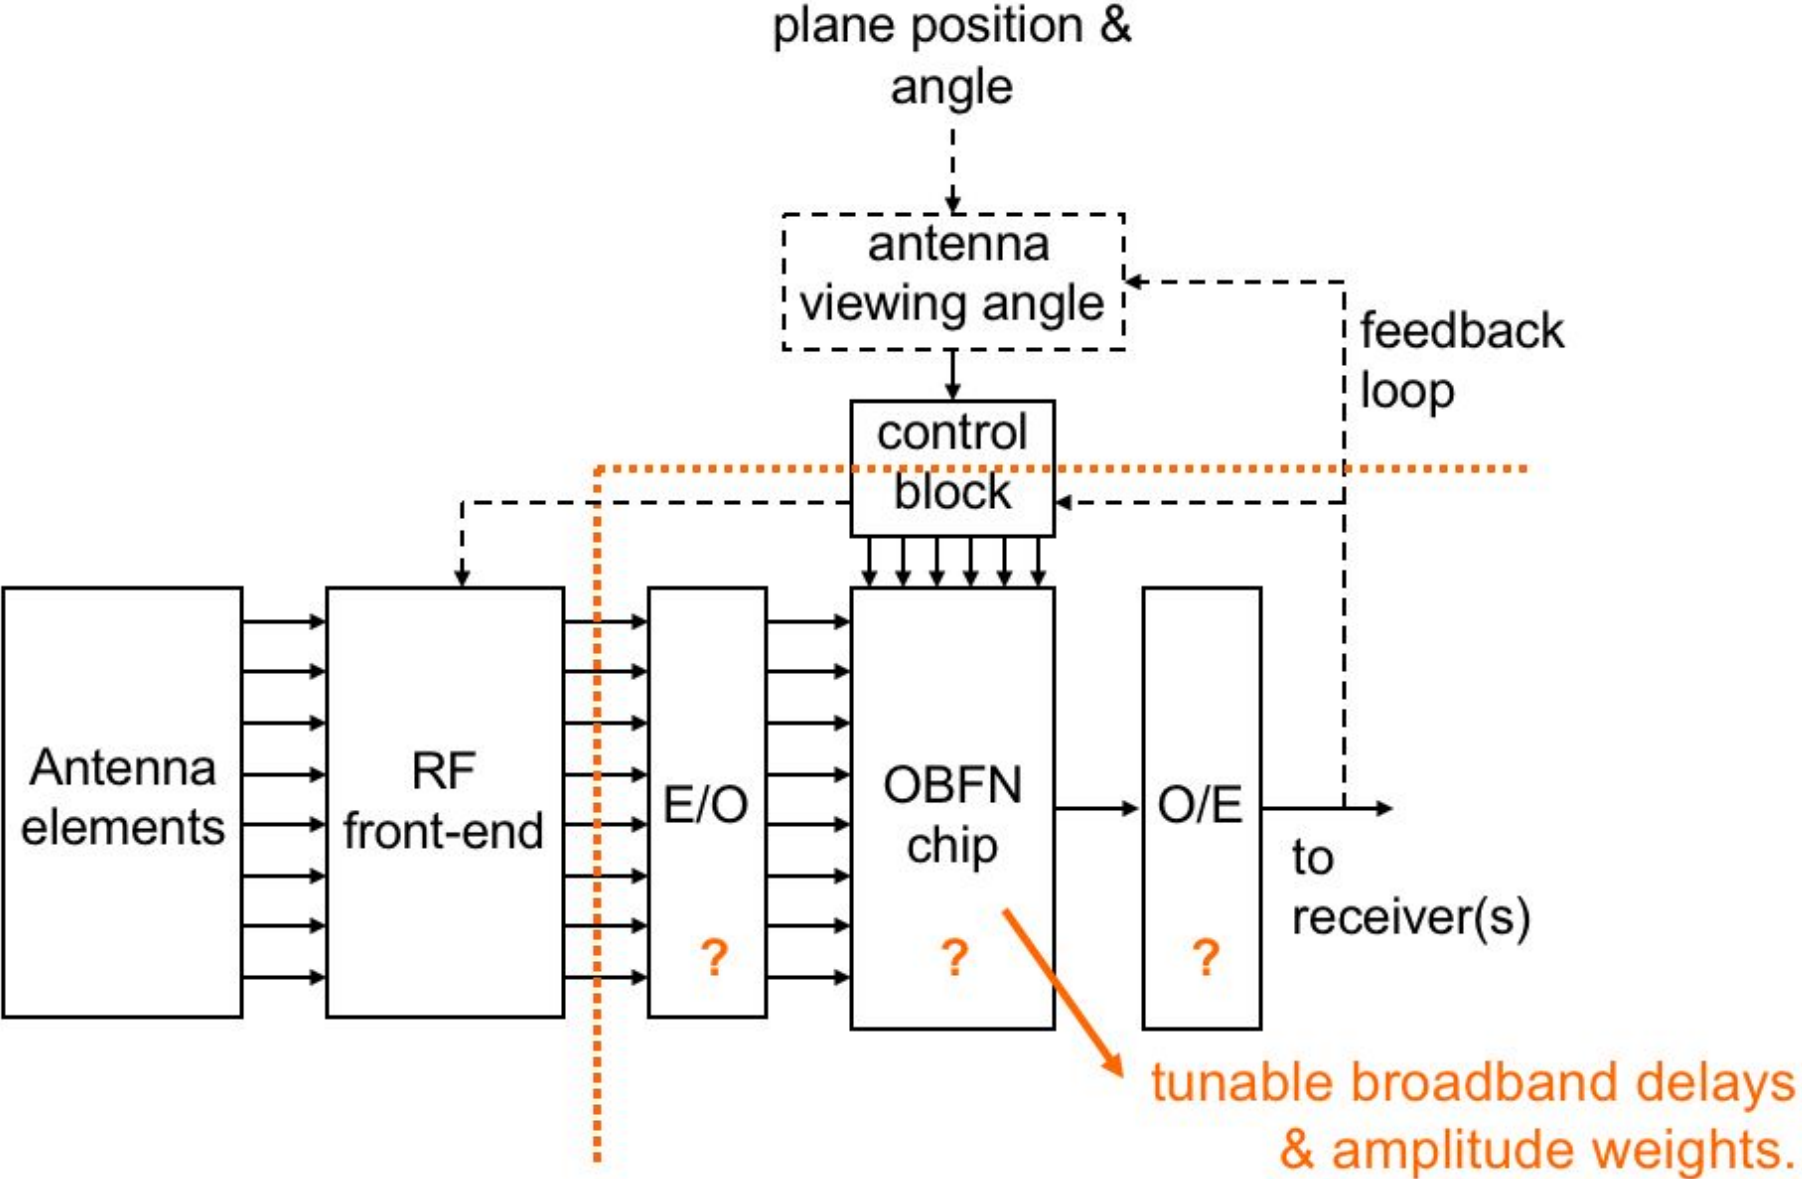 plane position &
angle
antenna
viewing angle
feedback
loop
control
block
Antenna
elements
RF
front-end
E/O
?
OBFN
chip
?
O/E
?
to
receiver(s)
tunable broadband delays
& amplitude weights.